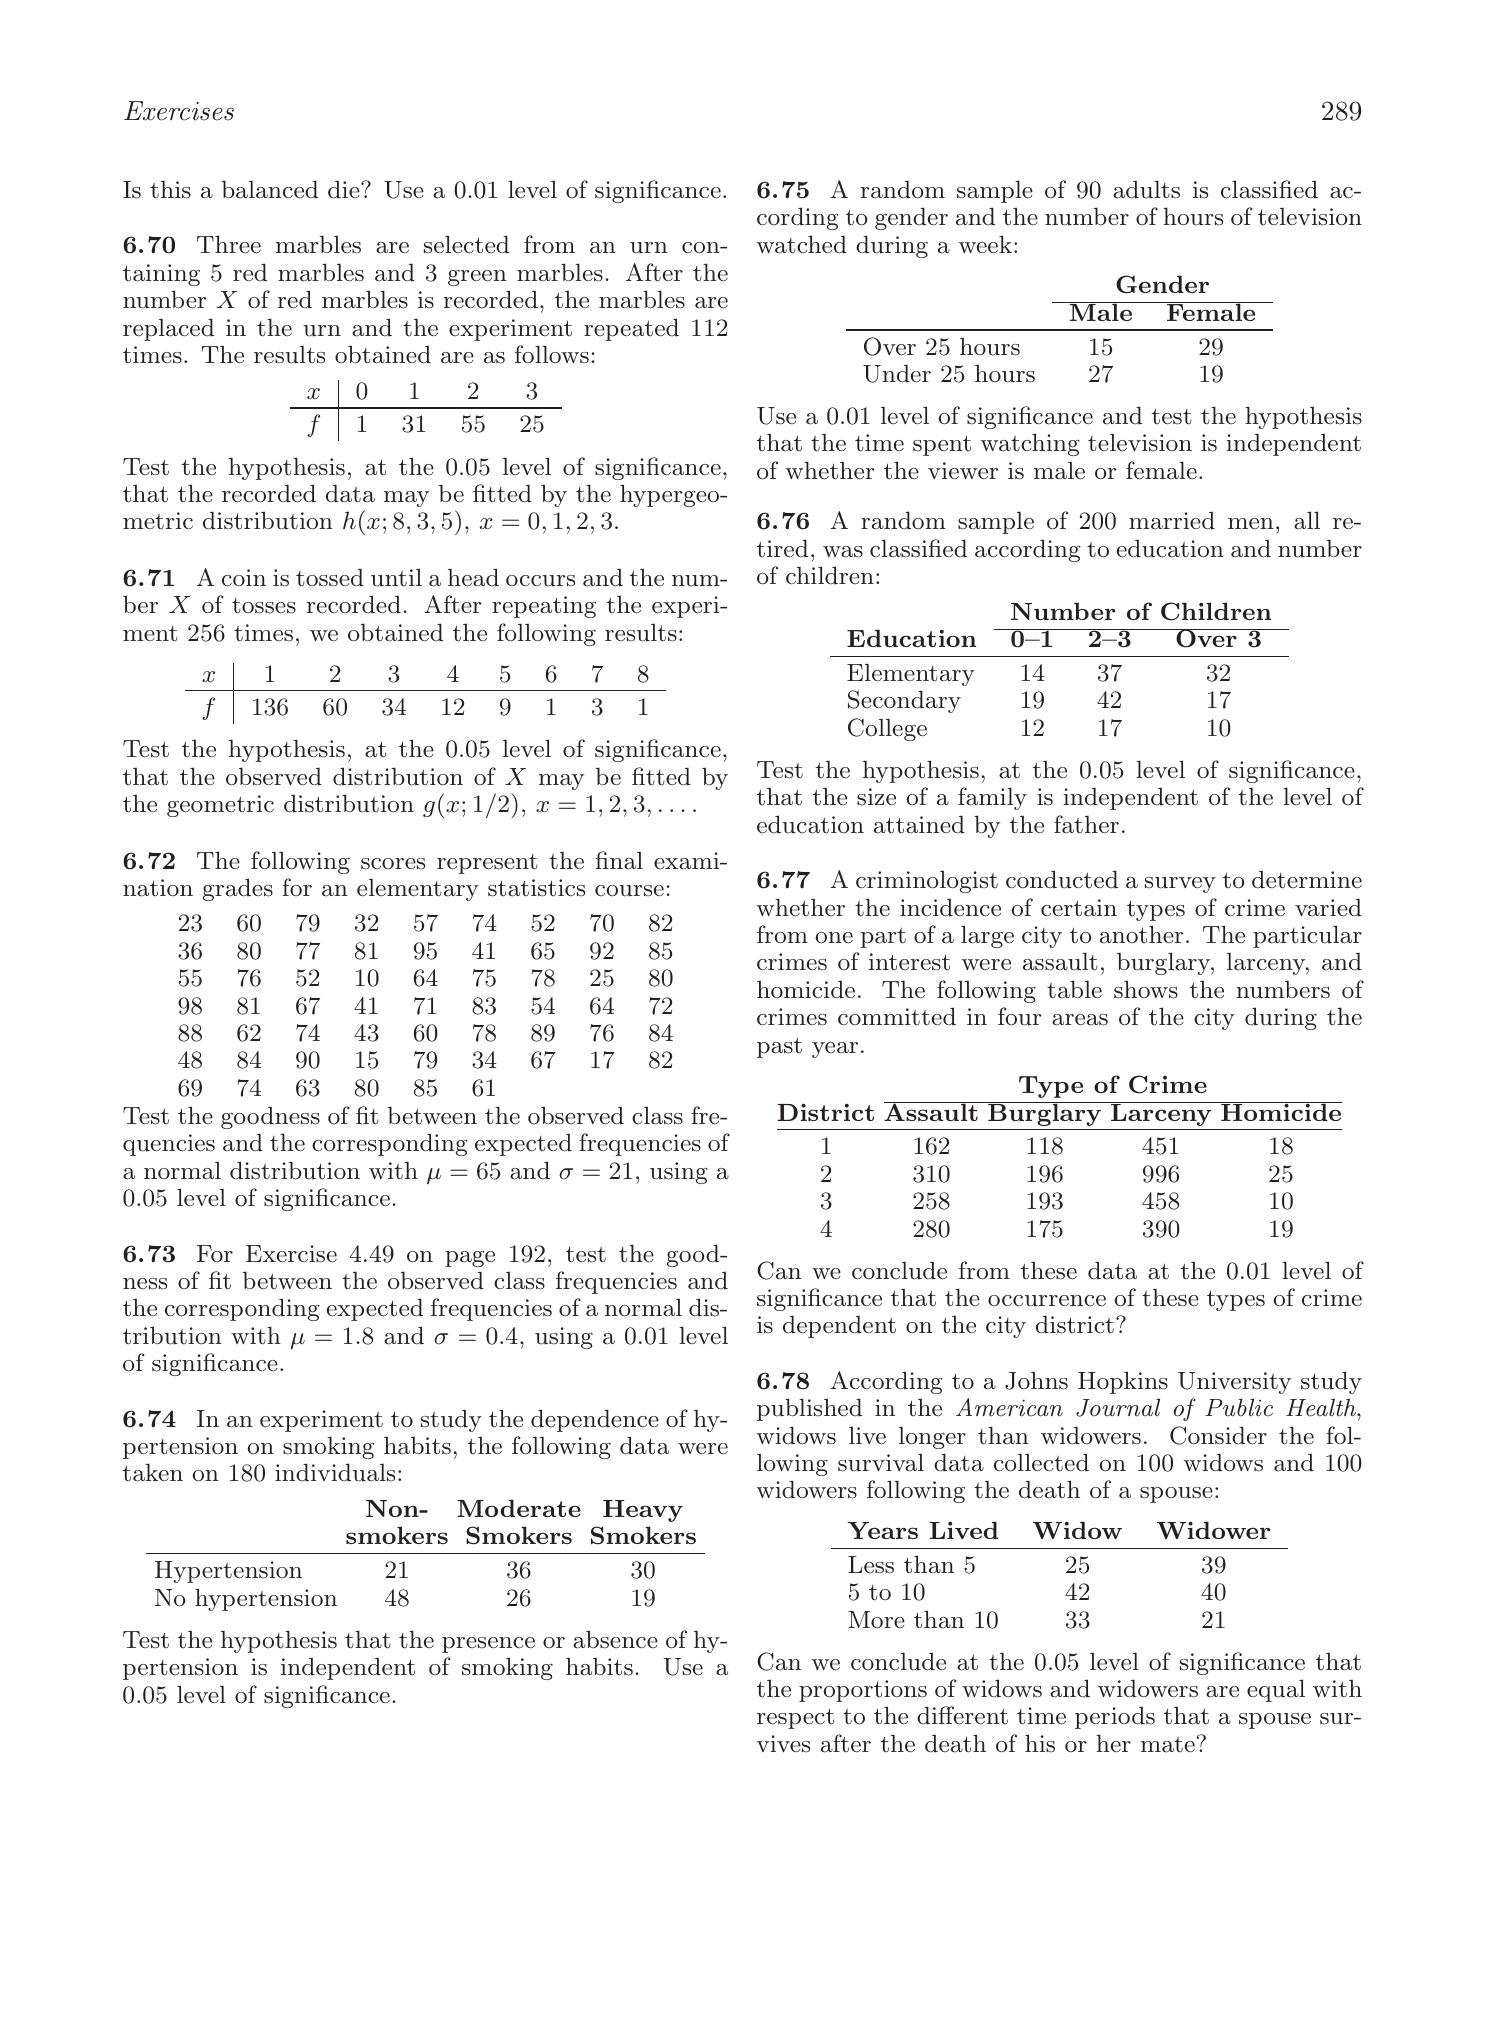 Exercises 289
Is this a balanced die? Use a 0.01 level of significance.
6.70 Three marbles are selected from an urn con-
taining 5 red marbles and 3 green marbles. After the
number X of red marbles is recorded, the marbles are
replaced in the urn and the experiment repeated 112
times. The results obtained are as follows:
x 0 1 2 3
f 1 31 55 25
Test the hypothesis, at the 0.05 level of significance,
that the recorded data may be fitted by the hypergeo-
metric distribution h(x; 8, 3, 5), x = 0, 1, 2, 3.
6.71 A coin is tossed until a head occurs and the num-
ber X of tosses recorded. After repeating the experi-
ment 256 times, we obtained the following results:
x 1 2 3 4 5 6 7 8
f 136 60 34 12 9 1 3 1
Test the hypothesis, at the 0.05 level of significance,
that the observed distribution of X may be fitted by
the geometric distribution g(x; 1/2), x = 1, 2, 3, . . . .
6.72 The following scores represent the final exami-
nation grades for an elementary statistics course:
23 60 79 32 57 74 52 70 82
36 80 77 81 95 41 65 92 85
55 76 52 10 64 75 78 25 80
98 81 67 41 71 83 54 64 72
88 62 74 43 60 78 89 76 84
48 84 90 15 79 34 67 17 82
69 74 63 80 85 61
Test the goodness of fit between the observed class fre-
quencies and the corresponding expected frequencies of
a normal distribution with μ = 65 and σ = 21, using a
0.05 level of significance.
6.73 For Exercise 4.49 on page 192, test the good-
ness of fit between the observed class frequencies and
the corresponding expected frequencies of a normal dis-
tribution with μ = 1.8 and σ = 0.4, using a 0.01 level
of significance.
6.74 In an experiment to study the dependence of hy-
pertension on smoking habits, the following data were
taken on 180 individuals:
Non- Moderate Heavy
smokers Smokers Smokers
Hypertension 21 36 30
No hypertension 48 26 19
Test the hypothesis that the presence or absence of hy-
pertension is independent of smoking habits. Use a
0.05 level of significance.
6.75 A random sample of 90 adults is classified ac-
cording to gender and the number of hours of television
watched during a week:
Gender
Male Female
Over 25 hours 15 29
Under 25 hours 27 19
Use a 0.01 level of significance and test the hypothesis
that the time spent watching television is independent
of whether the viewer is male or female.
6.76 A random sample of 200 married men, all re-
tired, was classified according to education and number
of children:
Number of Children
Education 0–1 2–3 Over 3
Elementary 14 37 32
Secondary 19 42 17
College 12 17 10
Test the hypothesis, at the 0.05 level of significance,
that the size of a family is independent of the level of
education attained by the father.
6.77 A criminologist conducted a survey to determine
whether the incidence of certain types of crime varied
from one part of a large city to another. The particular
crimes of interest were assault, burglary, larceny, and
homicide. The following table shows the numbers of
crimes committed in four areas of the city during the
past year.
Type of Crime
District Assault Burglary Larceny Homicide
1 162 118 451 18
2 310 196 996 25
3 258 193 458 10
4 280 175 390 19
Can we conclude from these data at the 0.01 level of
significance that the occurrence of these types of crime
is dependent on the city district?
6.78 According to a Johns Hopkins University study
published in the American Journal of Public Health,
widows live longer than widowers. Consider the fol-
lowing survival data collected on 100 widows and 100
widowers following the death of a spouse:
Years Lived Widow Widower
Less than 5 25 39
5 to 10 42 40
More than 10 33 21
Can we conclude at the 0.05 level of significance that
the proportions of widows and widowers are equal with
respect to the different time periods that a spouse sur-
vives after the death of his or her mate?